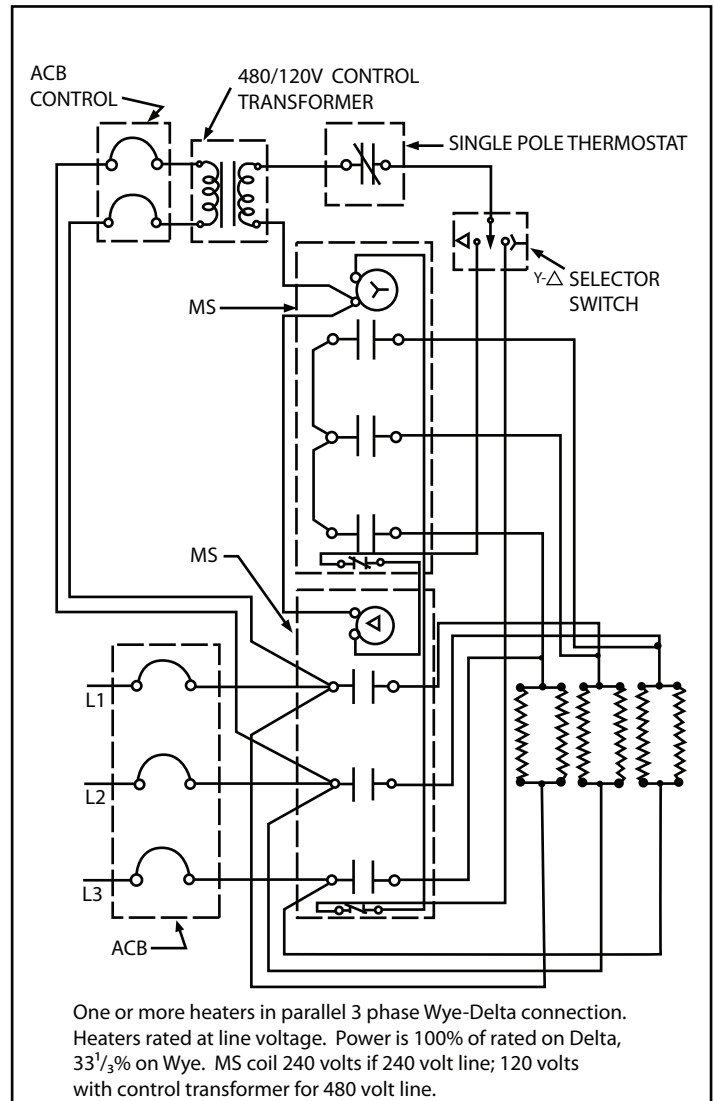 ACB
CONTROL
480/120V CONTROL
TRANSFORMER
SINGLE POLE THERMOSTAT
Y-△ SELECTOR
SWITCH
MS
MS
L1
L2
L3
ACB
One or more heaters in parallel 3 phase Wye-Delta connection.
Heaters rated at line voltage. Power is 100% of rated on Delta,
33¹/₃% on Wye. MS coil 240 volts if 240 volt line; 120 volts
with control transformer for 480 volt line.